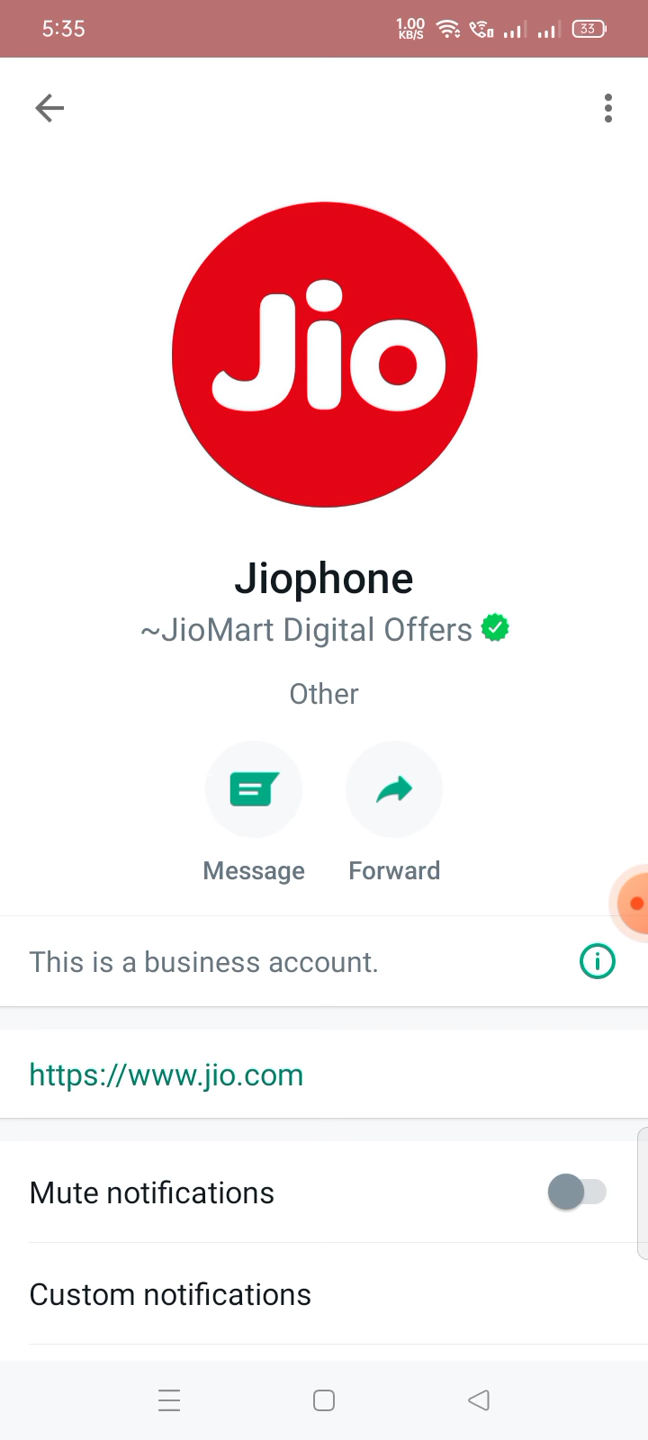 5:35
1.00
KB/S
33
Jio
Jiophone
~JioMart Digital Offers
Other
Message
Forward
This is a business account.
https://www.jio.com
Mute notifications
Custom notifications